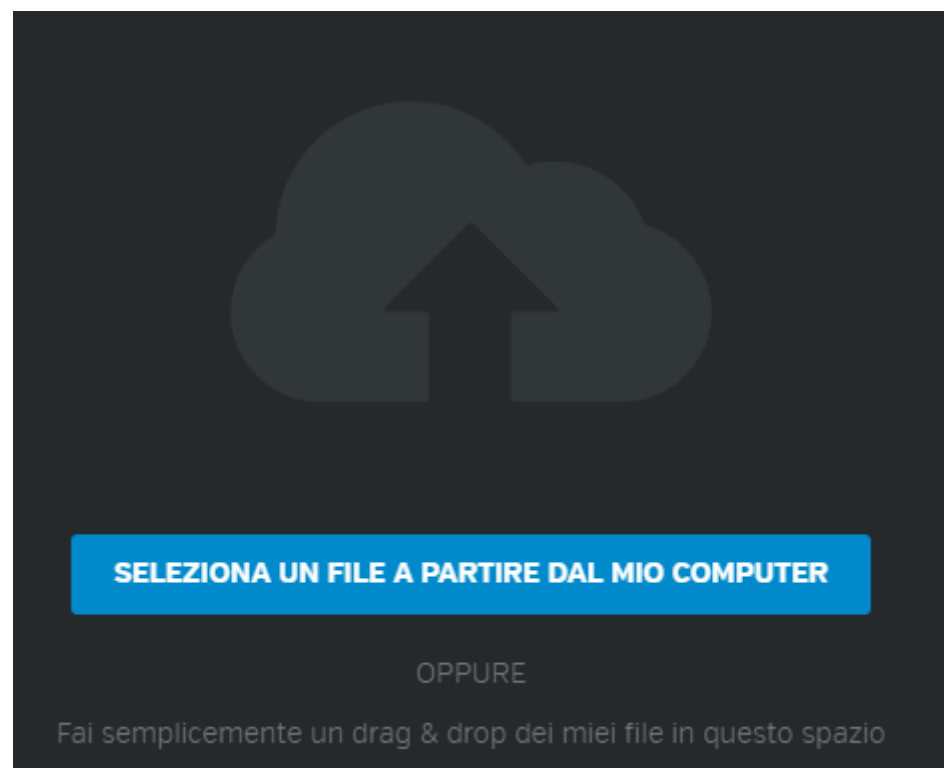 SELEZIONA UN FILE A PARTIRE DAL MIO COMPUTER
OPPURE
Fai semplicemente un drag & drop dei miei file in questo spazio